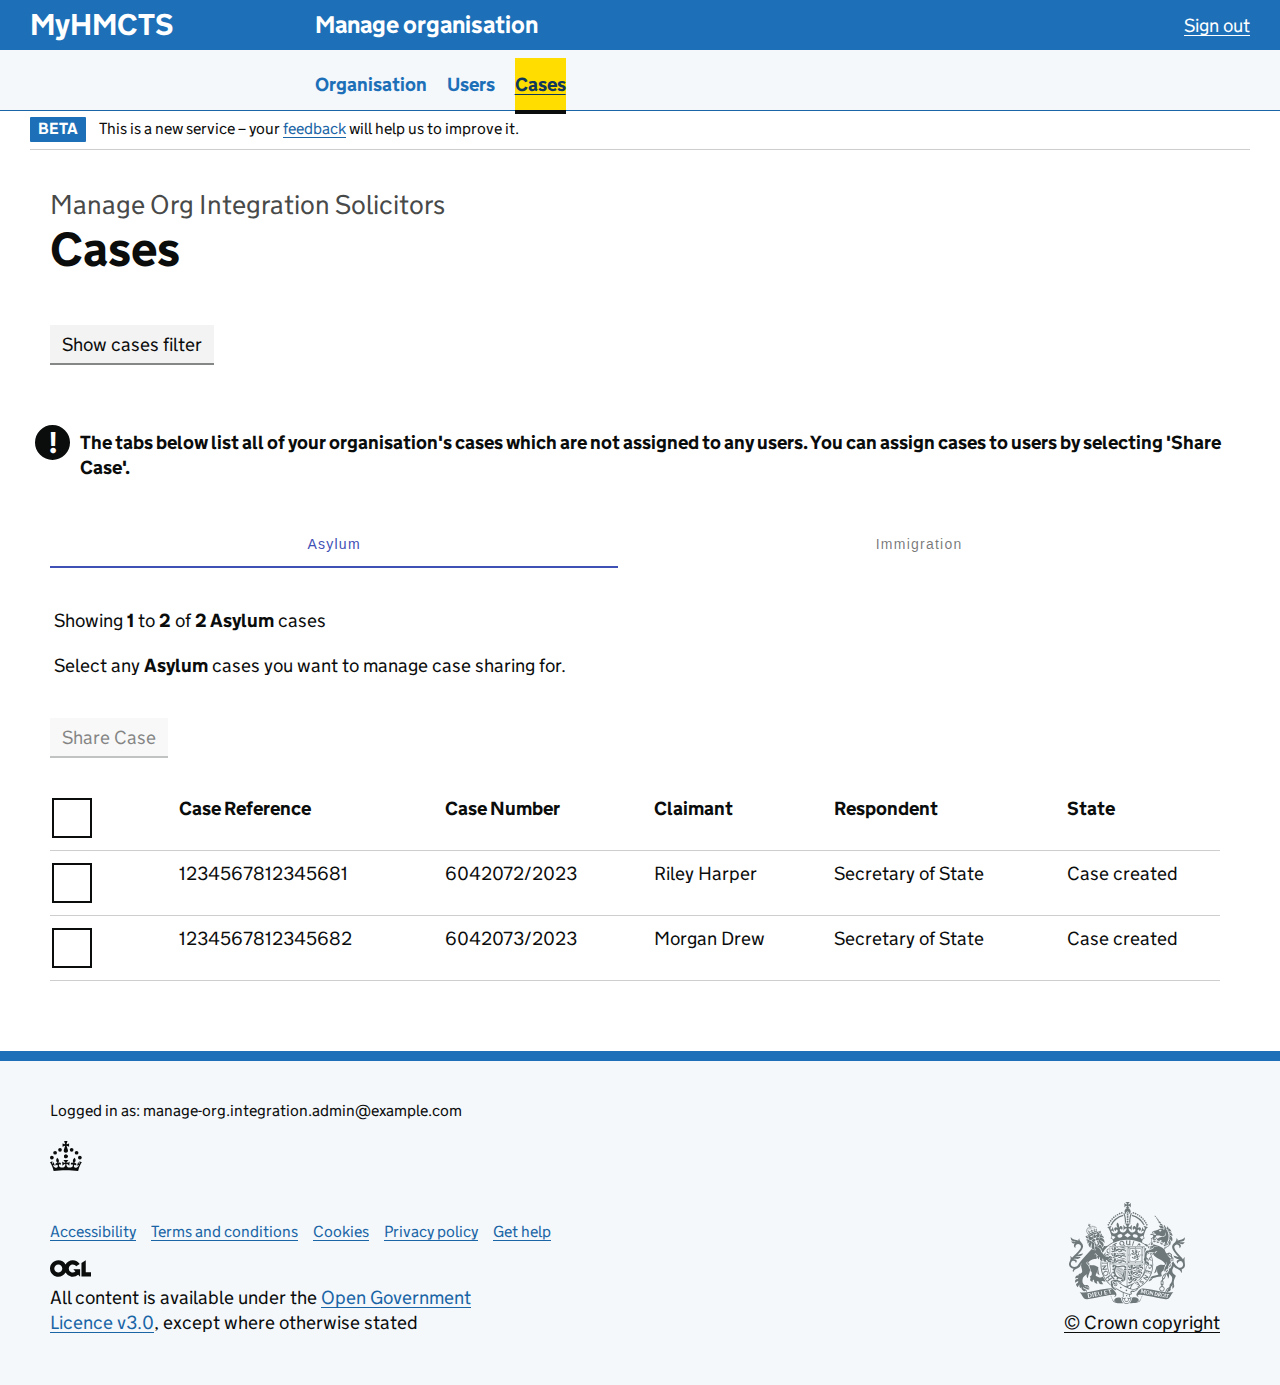 MyHMCTS
Manage organisation
Sign out
Organisation Users Cases
BETA This is a new service – your feedback will help us to improve it.
Manage Org Integration Solicitors
Cases
Show cases filter
! The tabs below list all of your organisation's cases which are not assigned to any users. You can assign cases to users by selecting 'Share
Case'.
Asylum Immigration
Showing 1 to 2 of 2 Asylum cases
Select any Asylum cases you want to manage case sharing for.
Share Case
Case Reference Case Number Claimant Respondent State
1234567812345681 6042072/2023 Riley Harper Secretary of State Case created
1234567812345682 6042073/2023 Morgan Drew Secretary of State Case created
Logged in as: manage-org.integration.admin@example.com
Accessibility Terms and conditions Cookies Privacy policy Get help
OGL
All content is available under the Open Government
Licence v3.0, except where otherwise stated
DIEU ET MON DROIT
© Crown copyright